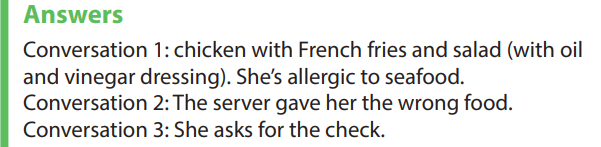 Answers
Conversation 1: chicken with French fries and salad (with oil
and vinegar dressing). She’s allergic to seafood.
Conversation 2: The server gave her the wrong food.
Conversation 3: She asks for the check.